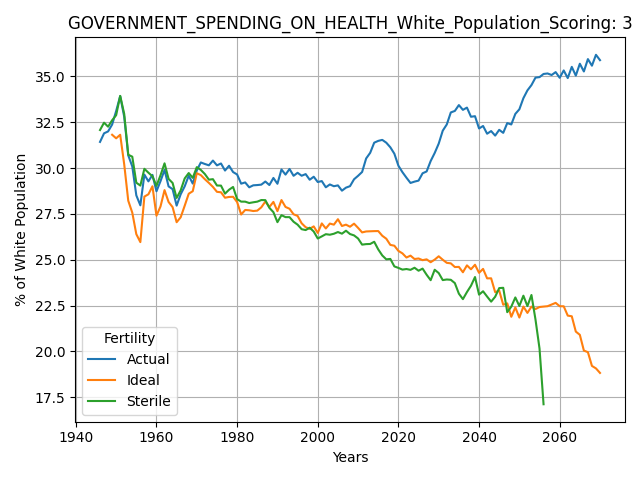 GOVERNMENT_SPENDING_ON_HEALTH_White_Population_Scoring: 3
% of White Population
35.0
32.5
30.0
27.5
25.0
22.5
20.0
17.5
Fertility
Actual
Ideal
Sterile
1940 1960 1980 2000 2020 2040 2060
Years